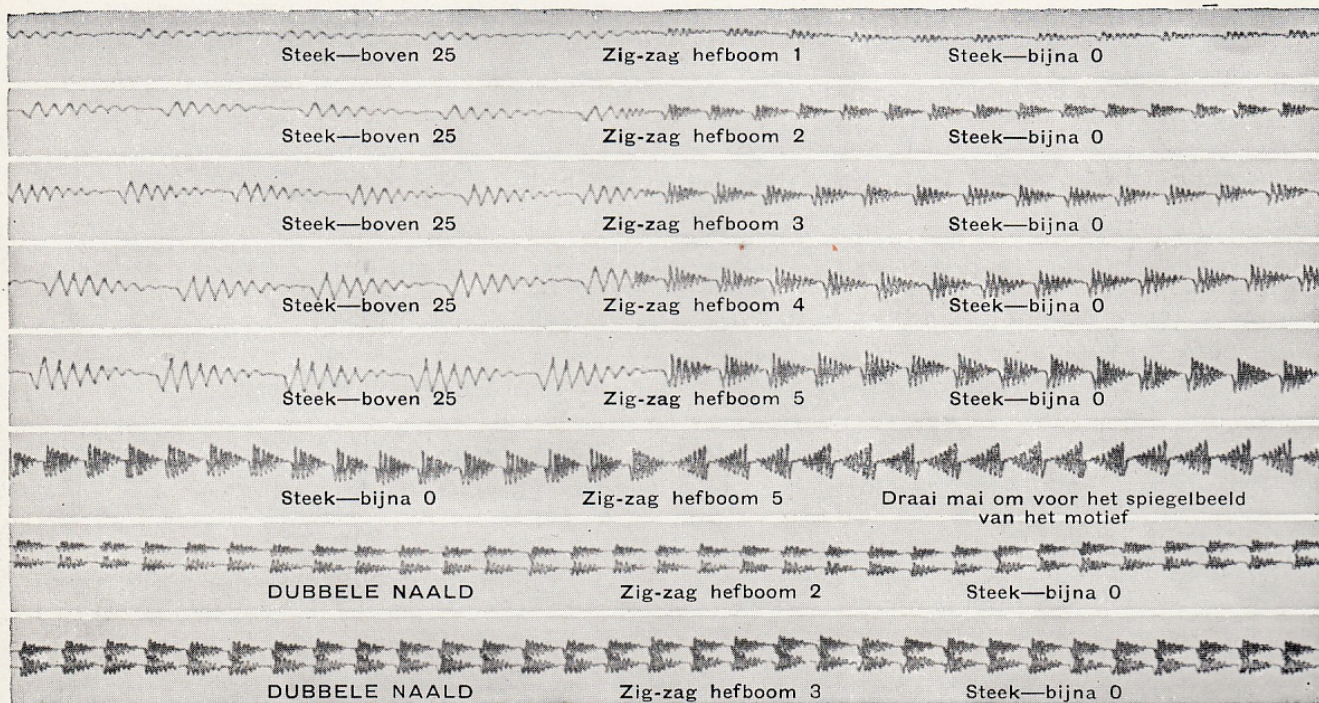 Steek—boven 25 Zig-zag hefboom 1 Steek—bijna 0
Steek—boven 25 Zig-zag hefboom 2 Steek—bijna 0
Steek—boven 25 Zig-zag hefboom 3 Steek—bijna 0
Steek—boven 25 Zig-zag hefboom 4 Steek—bijna 0
Steek—boven 25 Zig-zag hefboom 5 Steek—bijna 0
Steek—bijna 0 Zig-zag hefboom 5 Draai mai om voor het spiegelbeeld
van het motief
DUBBELE NAALD Zig-zag hefboom 2 Steek—bijna 0
DUBBELE NAALD Zig-zag hefboom 3 Steek—bijna 0